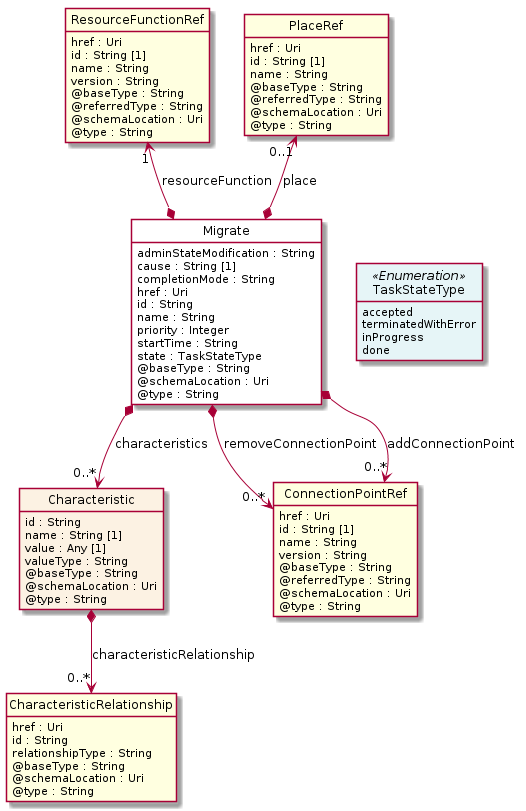 ResourceFunctionRef
href : Uri
id : String [1]
name : String
version : String
@baseType : String
@referredType : String
@schemaLocation : Uri
@type : String
PlaceRef
href : Uri
id : String [1]
name : String
@baseType : String
@referredType : String
@schemaLocation : Uri
@type : String
1
0..1
resourceFunction
place
Migrate
adminStateModification : String
cause : String [1]
completionMode : String
href : Uri
id : String
name : String
priority : Integer
startTime : String
state : TaskStateType
@baseType : String
@schemaLocation : Uri
@type : String
«Enumeration»
TaskStateType
accepted
terminatedWithError
inProgress
done
characteristics
removeConnectionPoint
addConnectionPoint
0..*
0..*
0..*
Characteristic
id : String
name : String [1]
value : Any [1]
valueType : String
@baseType : String
@schemaLocation : Uri
@type : String
ConnectionPointRef
href : Uri
id : String [1]
name : String
version : String
@baseType : String
@referredType : String
@schemaLocation : Uri
@type : String
characteristicRelationship
0..*
CharacteristicRelationship
href : Uri
id : String
relationshipType : String
@baseType : String
@schemaLocation : Uri
@type : String